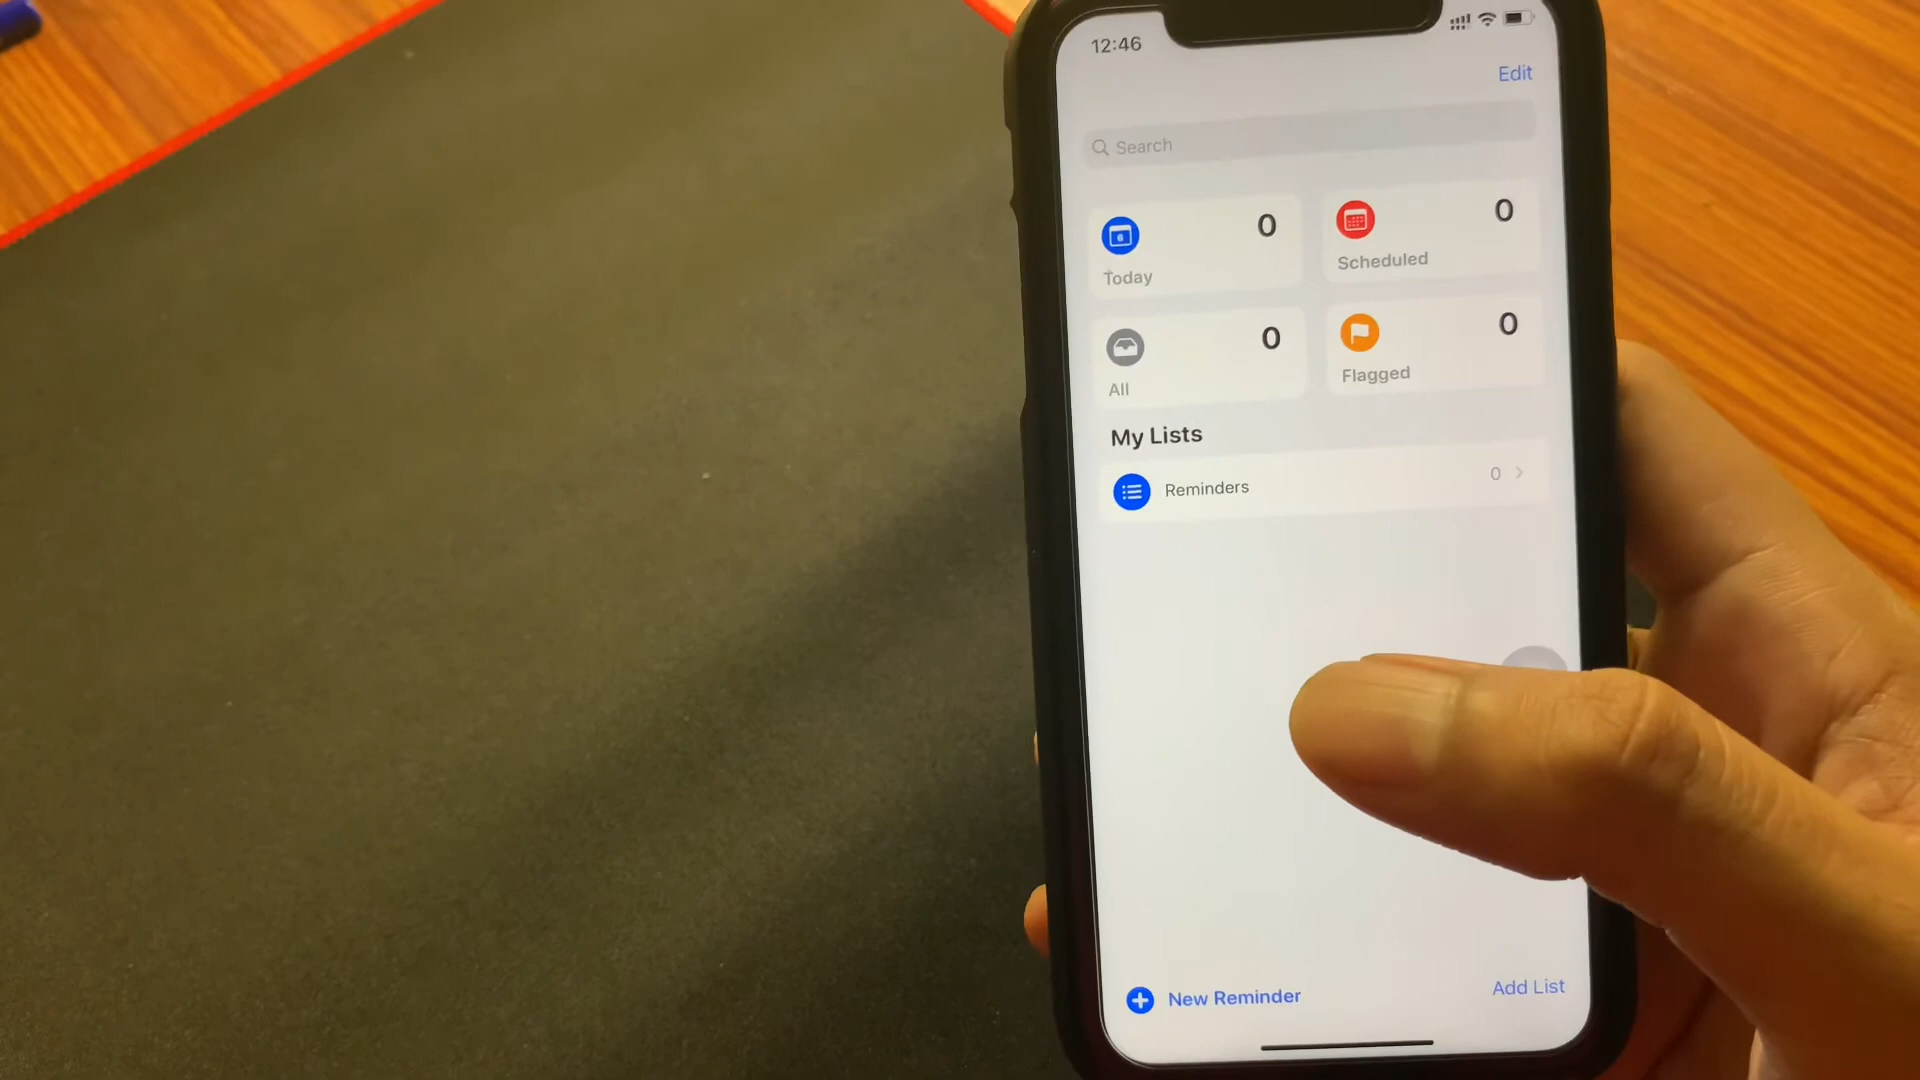 12:46
Edit
Search
6
0
Today
0
Scheduled
0
All
0
Flagged
My Lists
Reminders 0
New Reminder
Add List